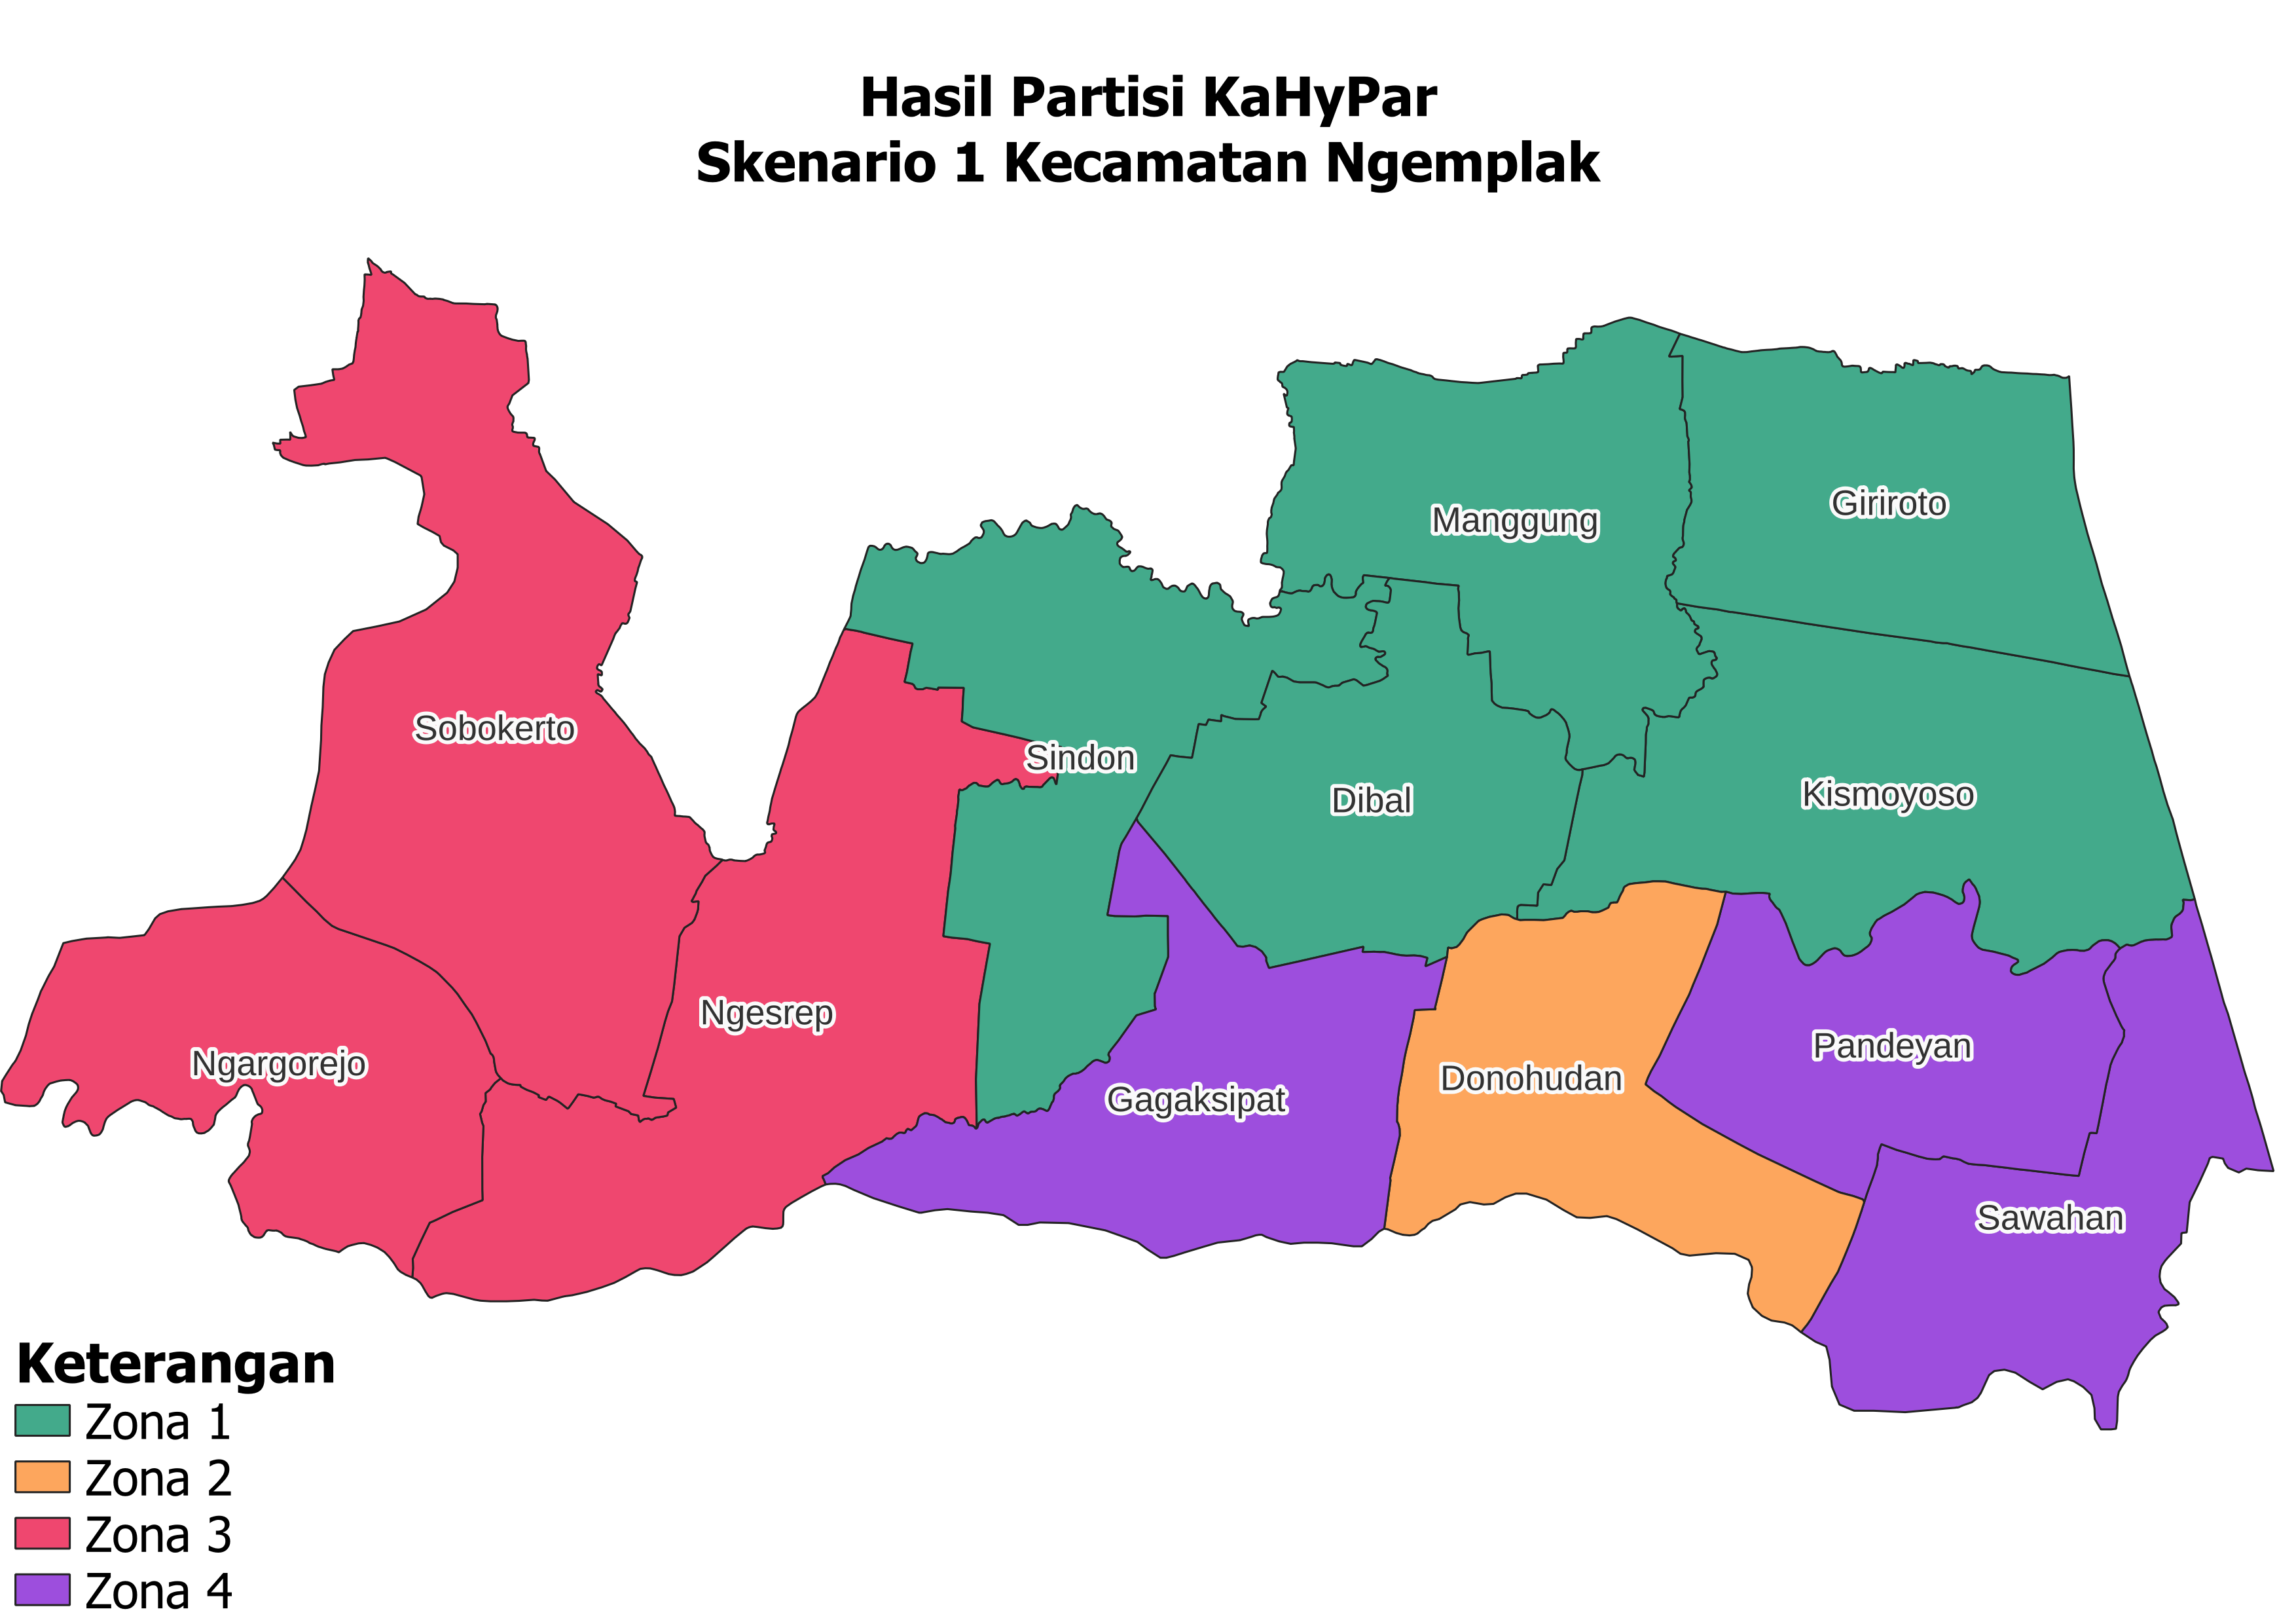 Hasil Partisi KaHyPar
Skenario 1 Kecamatan Ngemplak
Manggung
Giriroto
Sobokerto
Sindon
Dibal
Kismoyoso
Ngesrep
Ngargorejo
Gagaksipat
Donohudan
Pandeyan
Sawahan
Keterangan
Zona 1
Zona 2
Zona 3
Zona 4